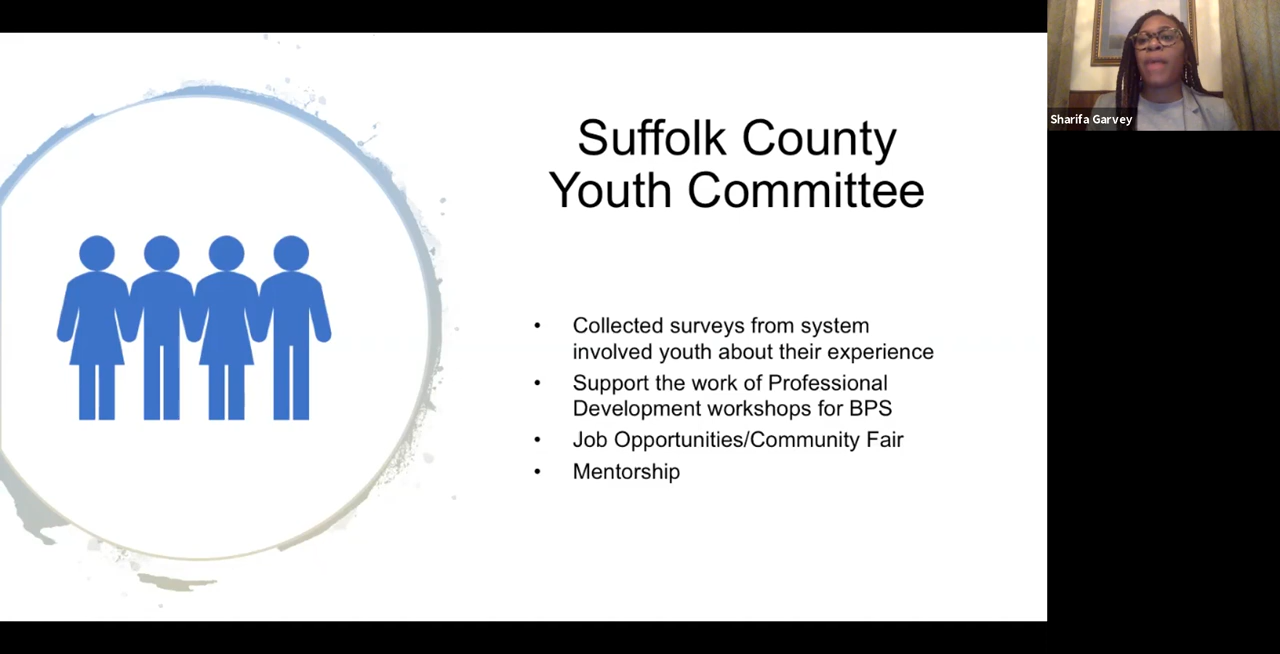 Suffolk County
Youth Committee
• Collected surveys from system
involved youth about their experience
• Support the work of Professional
Development workshops for BPS
• Job Opportunities/Community Fair
• Mentorship
Sharifa Garvey